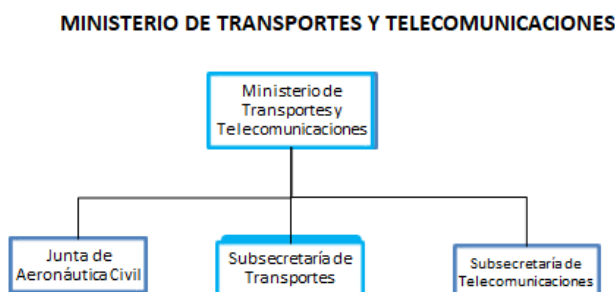 MINISTERIO DE TRANSPORTES Y TELECOMUNICACIONES
Ministerio de
Transportes y
Telecomunicaciones
Junta de
Aeronáutica Civil
Subsecretaría de
Transportes
Subsecretaría de
Telecomunicaciones